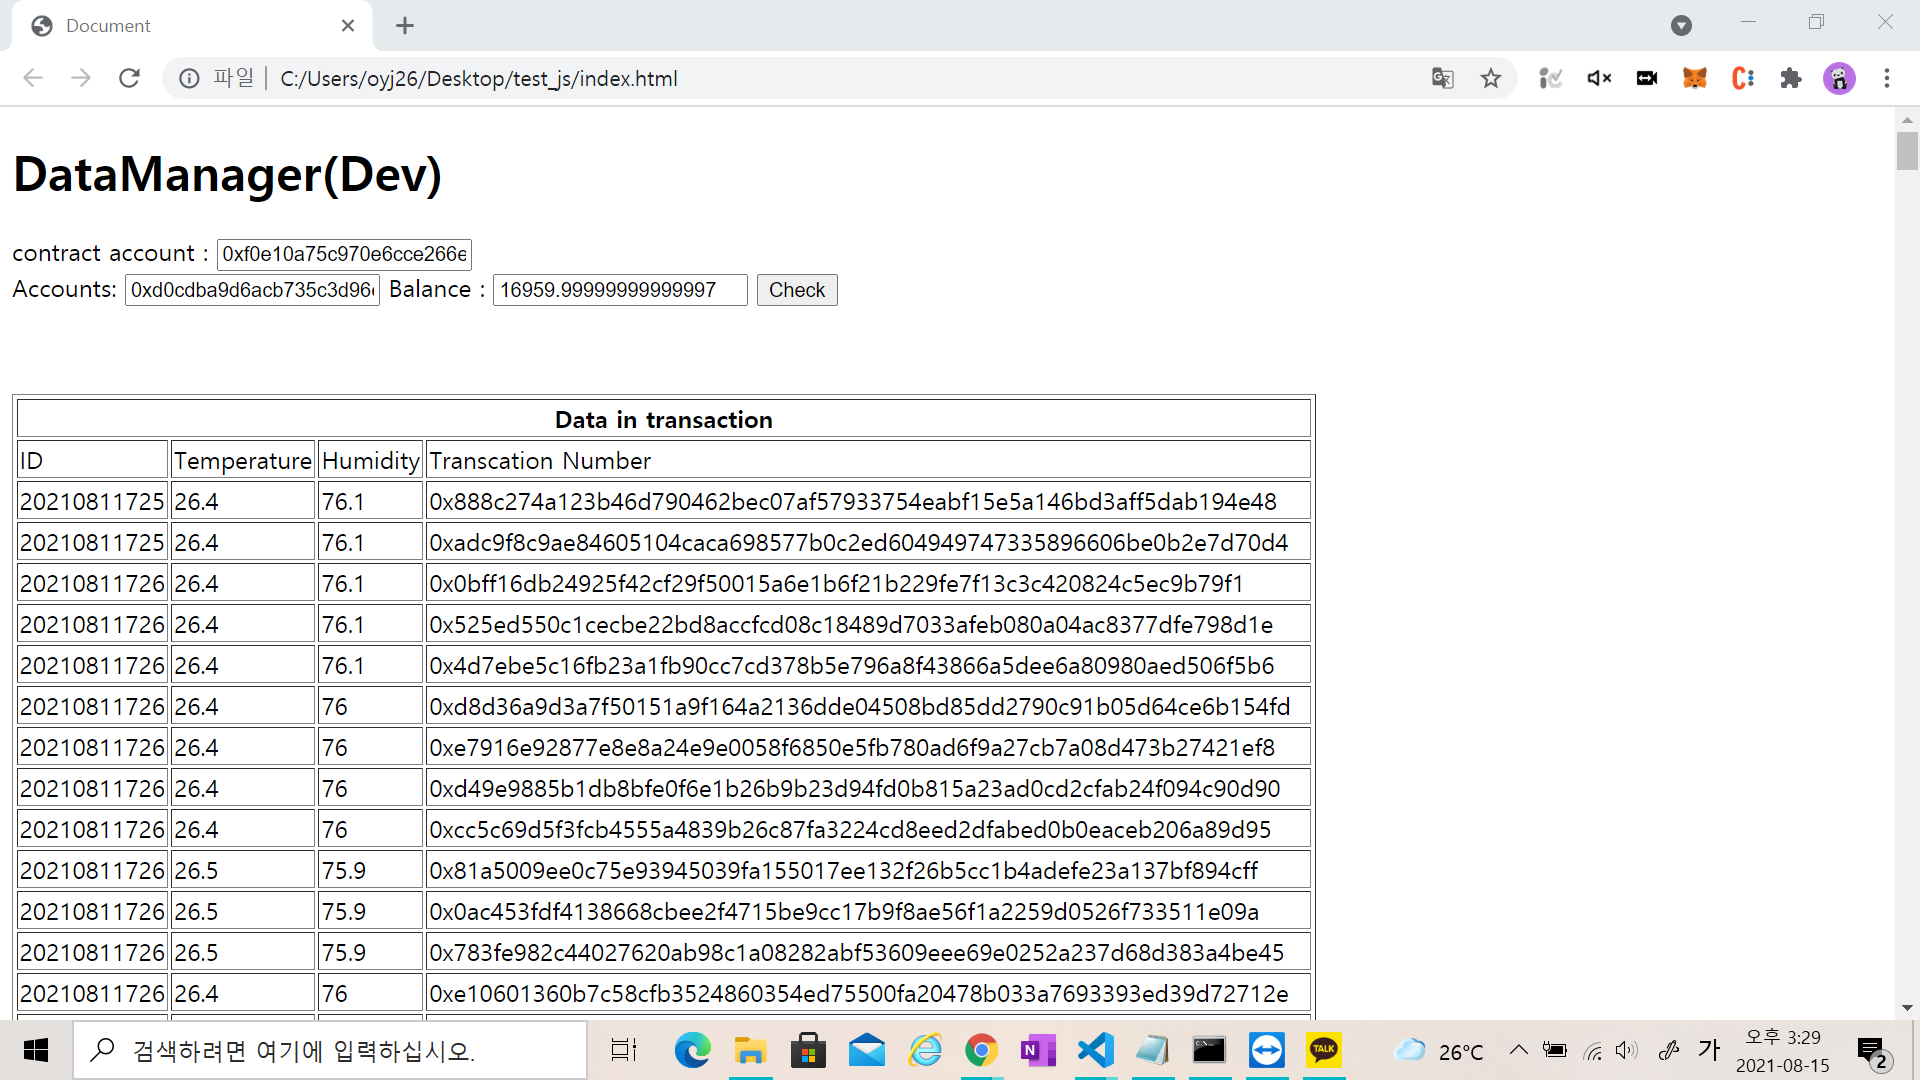 Document
파일 C:/Users/oyj26/Desktop/test_js/index.html
DataManager(Dev)
contract account : 0xf0e10a75c970e6cce266e
Accounts: 0xd0cdba9d6acb735c3d96 Balance : 16959.99999999999997 Check
Data in transaction
ID Temperature Humidity Transcation Number
20210811725 26.4 76.1 0x888c274a123b46d790462bec07af57933754eabf15e5a146bd3aff5dab194e48
20210811725 26.4 76.1 0xadc9f8c9ae84605104caca698577b0c2ed604949747335896606be0b2e7d70d4
20210811726 26.4 76.1 0x0bff16db24925f42cf29f50015a6e1b6f21b229fe7f13c3c420824c5ec9b79f1
20210811726 26.4 76.1 0x525ed550c1cecbe22bd8accfcd08c18489d7033afeb080a04ac8377dfe798d1e
20210811726 26.4 76.1 0x4d7ebe5c16fb23a1fb90cc7cd378b5e796a8f43866a5dee6a80980aed506f5b6
20210811726 26.4 76 0xd8d36a9d3a7f50151a9f164a2136dde04508bd85dd2790c91b05d64ce6b154fd
20210811726 26.4 76 0xe7916e92877e8e8a24e9e0058f6850e5fb780ad6f9a27cb7a08d473b27421ef8
20210811726 26.4 76 0xd49e9885b1db8bfe0f6e1b26b9b23d94fd0b815a23ad0cd2cfab24f094c90d90
20210811726 26.4 76 0xcc5c69d5f3fcb4555a4839b26c87fa3224cd8eed2dfabed0b0eaceb206a89d95
20210811726 26.5 75.9 0x81a5009ee0c75e93945039fa155017ee132f26b5cc1b4adefe23a137bf894cff
20210811726 26.5 75.9 0x0ac453fdf4138668cbee2f4715be9cc17b9f8ae56f1a2259d0526f733511e09a
20210811726 26.5 75.9 0x783fe982c44027620ab98c1a08282abf53609eee69e0252a237d68d383a4be45
20210811726 26.4 76 0xe10601360b7c58cfb3524860354ed75500fa20478b033a7693393ed39d72712e
검색하려면 여기에 입력하십시오.
TALK
26°C
가
오후 3:29
2021-08-15
2